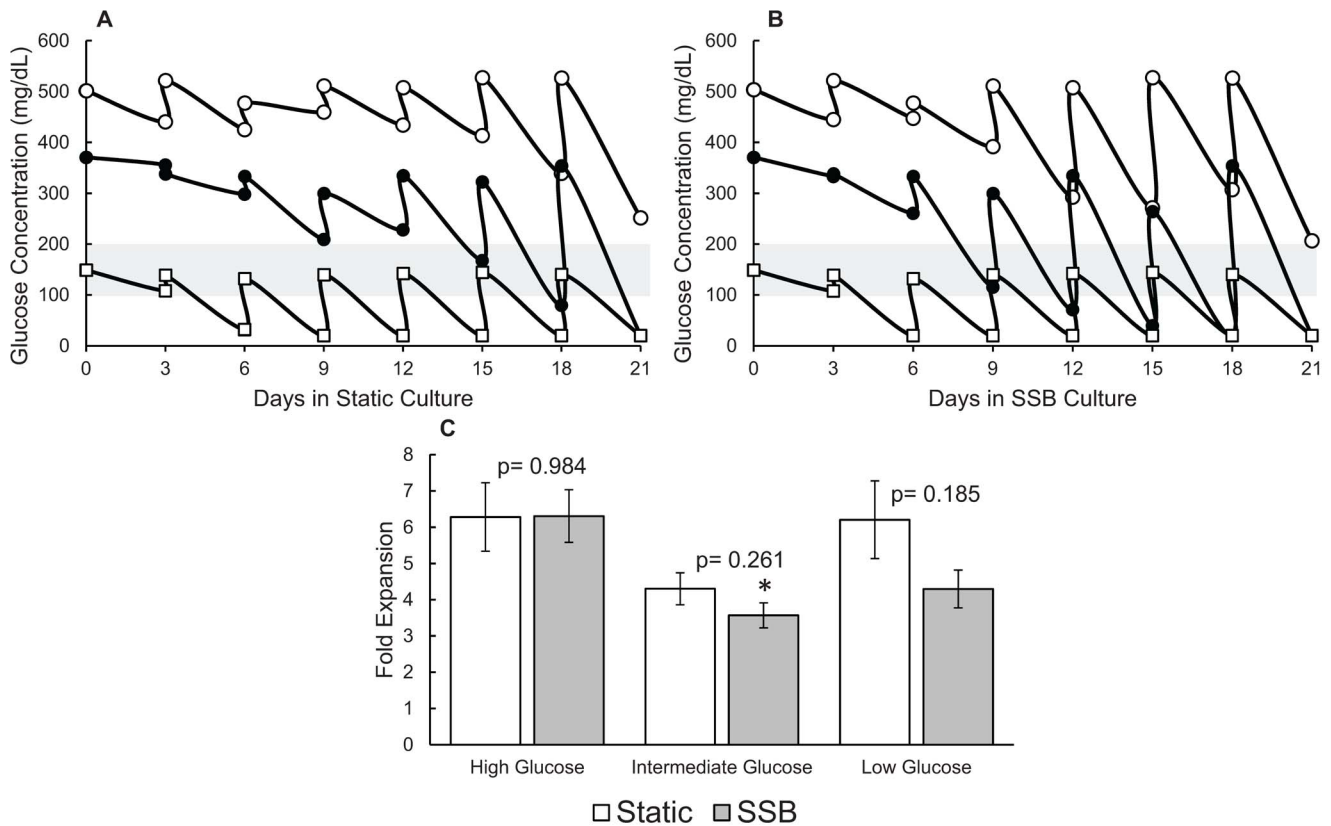 A
Glucose Concentration (mg/dL)
600
500
400
300
200
100
0
0 3 6 9 12 15 18 21
Days in Static Culture
B
Glucose Concentration (mg/dL)
600
500
400
300
200
100
0
0 3 6 9 12 15 18 21
Days in SSB Culture
C
Fold Expansion
8
7
6
5
4
3
2
1
0
p= 0.984
p= 0.261
*
p= 0.185
High Glucose Intermediate Glucose Low Glucose
Static SSB